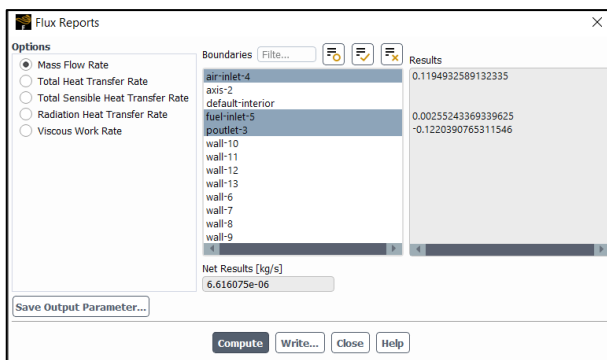 Flux Reports
Options
Mass Flow Rate
Total Heat Transfer Rate
Total Sensible Heat Transfer Rate
Radiation Heat Transfer Rate
Viscous Work Rate
Save Output Parameter...
Boundaries Filte...
air-inlet-4
axis-2
default-interior
fuel-inlet-5
poutlet-3
wall-10
wall-11
wall-12
wall-13
wall-6
wall-7
wall-8
wall-9
Results
0.1194932589132335
0.00255243369339625
-0.1220390765311546
Net Results [kg/s]
6.616075e-06
Compute Write... Close Help